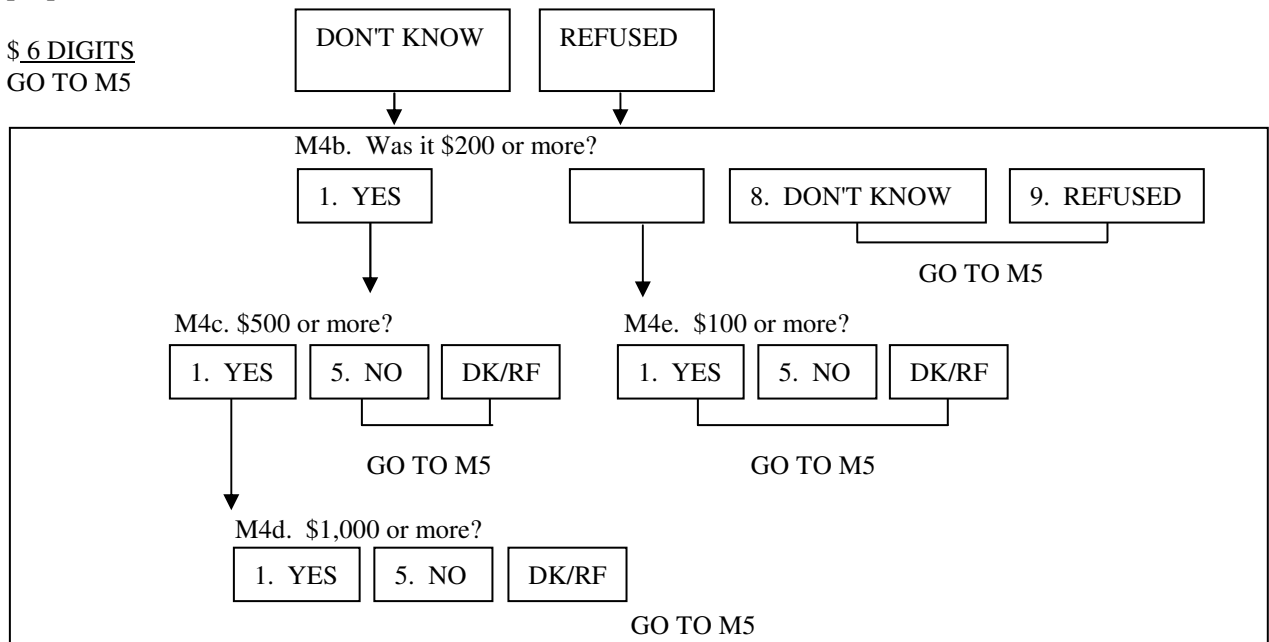 DON'T KNOW REFUSED
$ 6 DIGITS
GO TO M5
M4b. Was it $200 or more?
1. YES 8. DON'T KNOW 9. REFUSED
GO TO M5
M4c. $500 or more? M4e. $100 or more?
1. YES 5. NO DK/RF 1. YES 5. NO DK/RF
GO TO M5 GO TO M5
M4d. $1,000 or more?
1. YES 5. NO DK/RF
GO TO M5